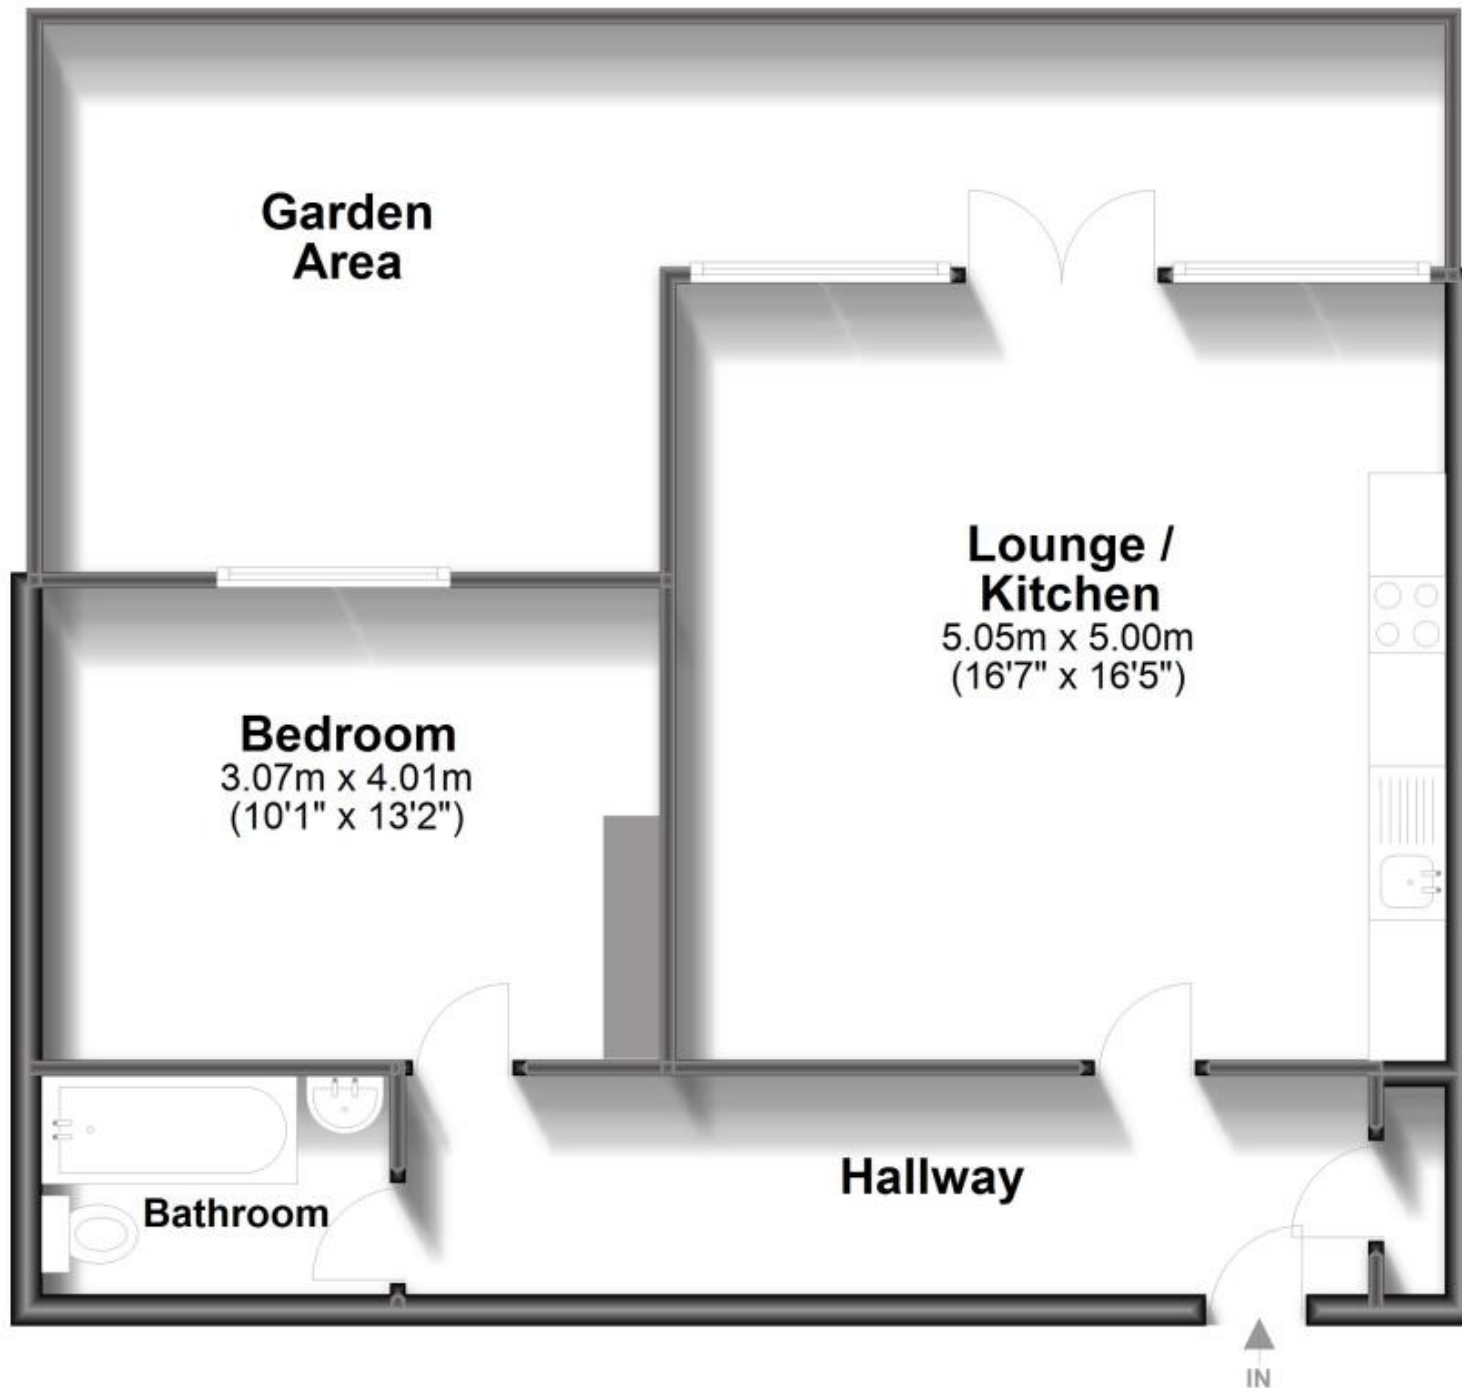 Garden
Area
Lounge /
Kitchen
5.05m x 5.00m
(16'7" x 16'5")
Bedroom
3.07m x 4.01m
(10'1" x 13'2")
Hallway
Bathroom
IN